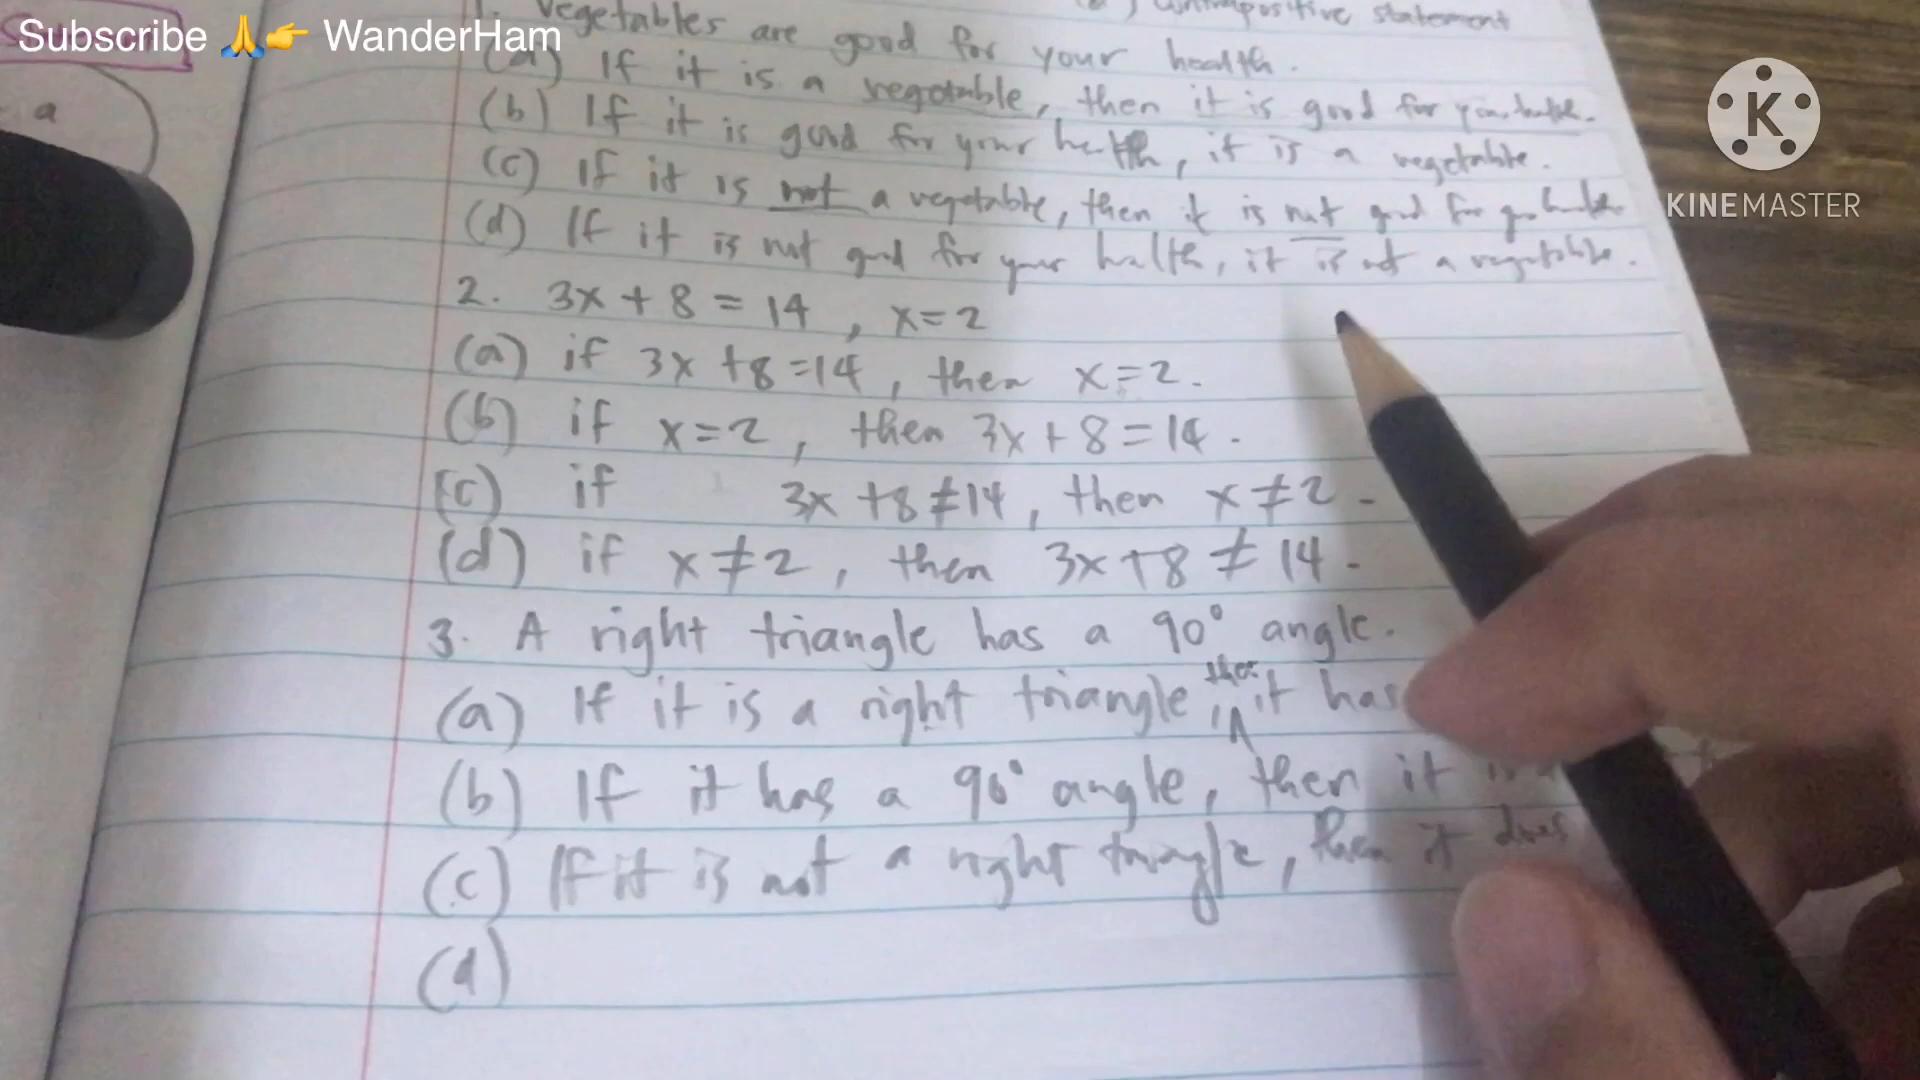 Subscribe 🙏👉 WanderHam
KINEMASTER
K
a
(d) contrapositive statement
1. Vegetables are good for your health.
(a) If it is a vegetable, then it is good for your health.
(b) If it is good for your health, it is a vegetable.
(c) If it is not a vegetable, then it is not good for
(d) If it is not good for your health, it is not a vegetable.
2. 3x + 8 = 14, x = 2
(a) if 3x + 8 = 14, then x = 2.
(b) if x = 2, then 3x + 8 = 14.
(c) if 3x + 8 ≠ 14, then x ≠ 2.
(d) if x ≠ 2, then 3x + 8 ≠ 14.
3. A right triangle has a 90° angle.
(a) If it is a right triangle, then it has
(b) If it has a 90° angle, then it is
(c) If it is not a right triangle, then it does
(d)